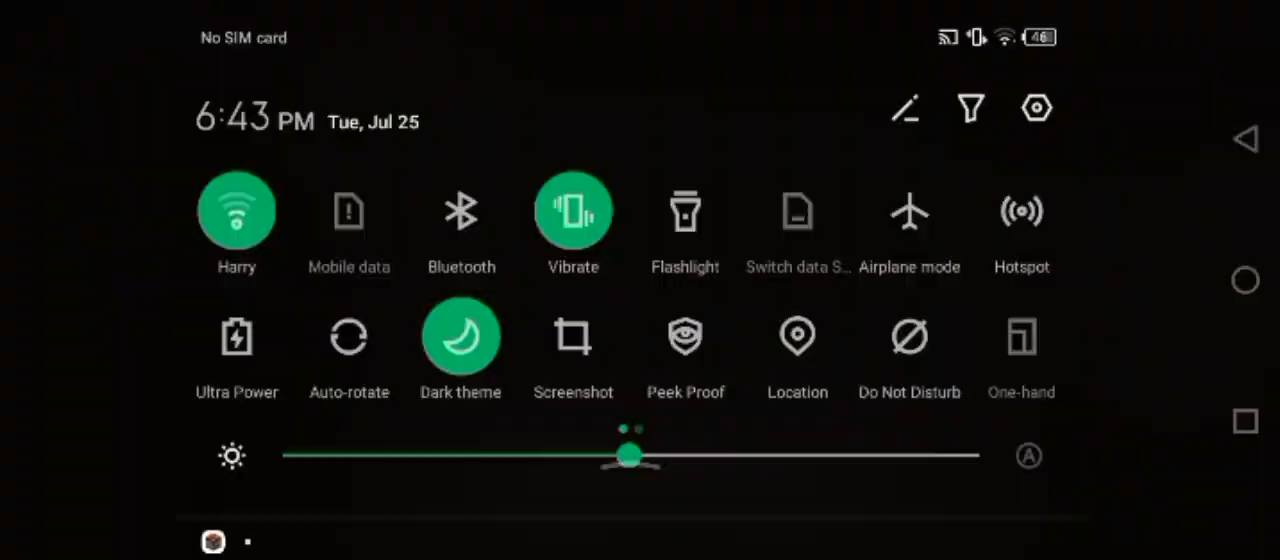 No SIM card
46
6:43 PM Tue, Jul 25
Harry Mobile data Bluetooth Vibrate Flashlight Switch data S... Airplane mode Hotspot
Ultra Power Auto-rotate Dark theme Screenshot Peek Proof Location Do Not Disturb One-hand
A